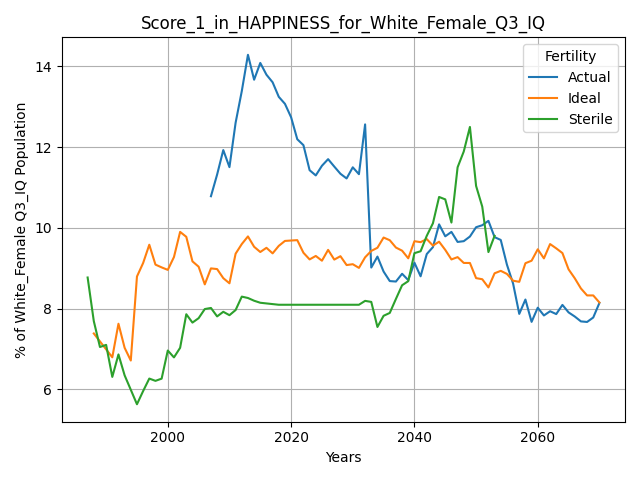 Score_1_in_HAPPINESS_for_White_Female_Q3_IQ
Fertility
Actual
Ideal
Sterile
% of White_Female Q3_IQ Population
14
12
10
8
6
2000
2020
2040
2060
Years